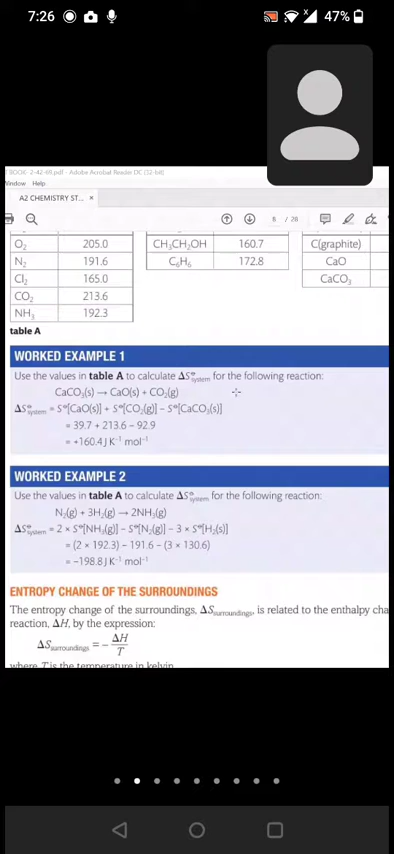 7:26
47%
BOOK- 2-42-69.pdf - Adobe Acrobat Reader DC (32-bit)
Window Help
A2 CHEMISTRY ST... ×
8 / 28
O₂ 205.0 CH₃CH₂OH 160.7 C(graphite)
N₂ 191.6 C₆H₆ 172.8 CaO
Cl₂ 165.0 CaCO₃
CO₂ 213.6
NH₃ 192.3
table A
WORKED EXAMPLE 1
Use the values in table A to calculate ΔS⦵system for the following reaction:
CaCO₃(s) → CaO(s) + CO₂(g)
ΔS⦵system = S⦵[CaO(s)] + S⦵[CO₂(g)] − S⦵[CaCO₃(s)]
= 39.7 + 213.6 − 92.9
= +160.4 J K⁻¹ mol⁻¹
WORKED EXAMPLE 2
Use the values in table A to calculate ΔS⦵system for the following reaction:
N₂(g) + 3H₂(g) → 2NH₃(g)
ΔS⦵system = 2 × S⦵[NH₃(g)] − S⦵[N₂(g)] − 3 × S⦵[H₂(s)]
= (2 × 192.3) − 191.6 − (3 × 130.6)
= −198.8 J K⁻¹ mol⁻¹
ENTROPY CHANGE OF THE SURROUNDINGS
The entropy change of the surroundings, ΔSsurroundings, is related to the enthalpy cha
reaction, ΔH, by the expression:
ΔSsurroundings = − ΔH/T
where T is the temperature in kelvin